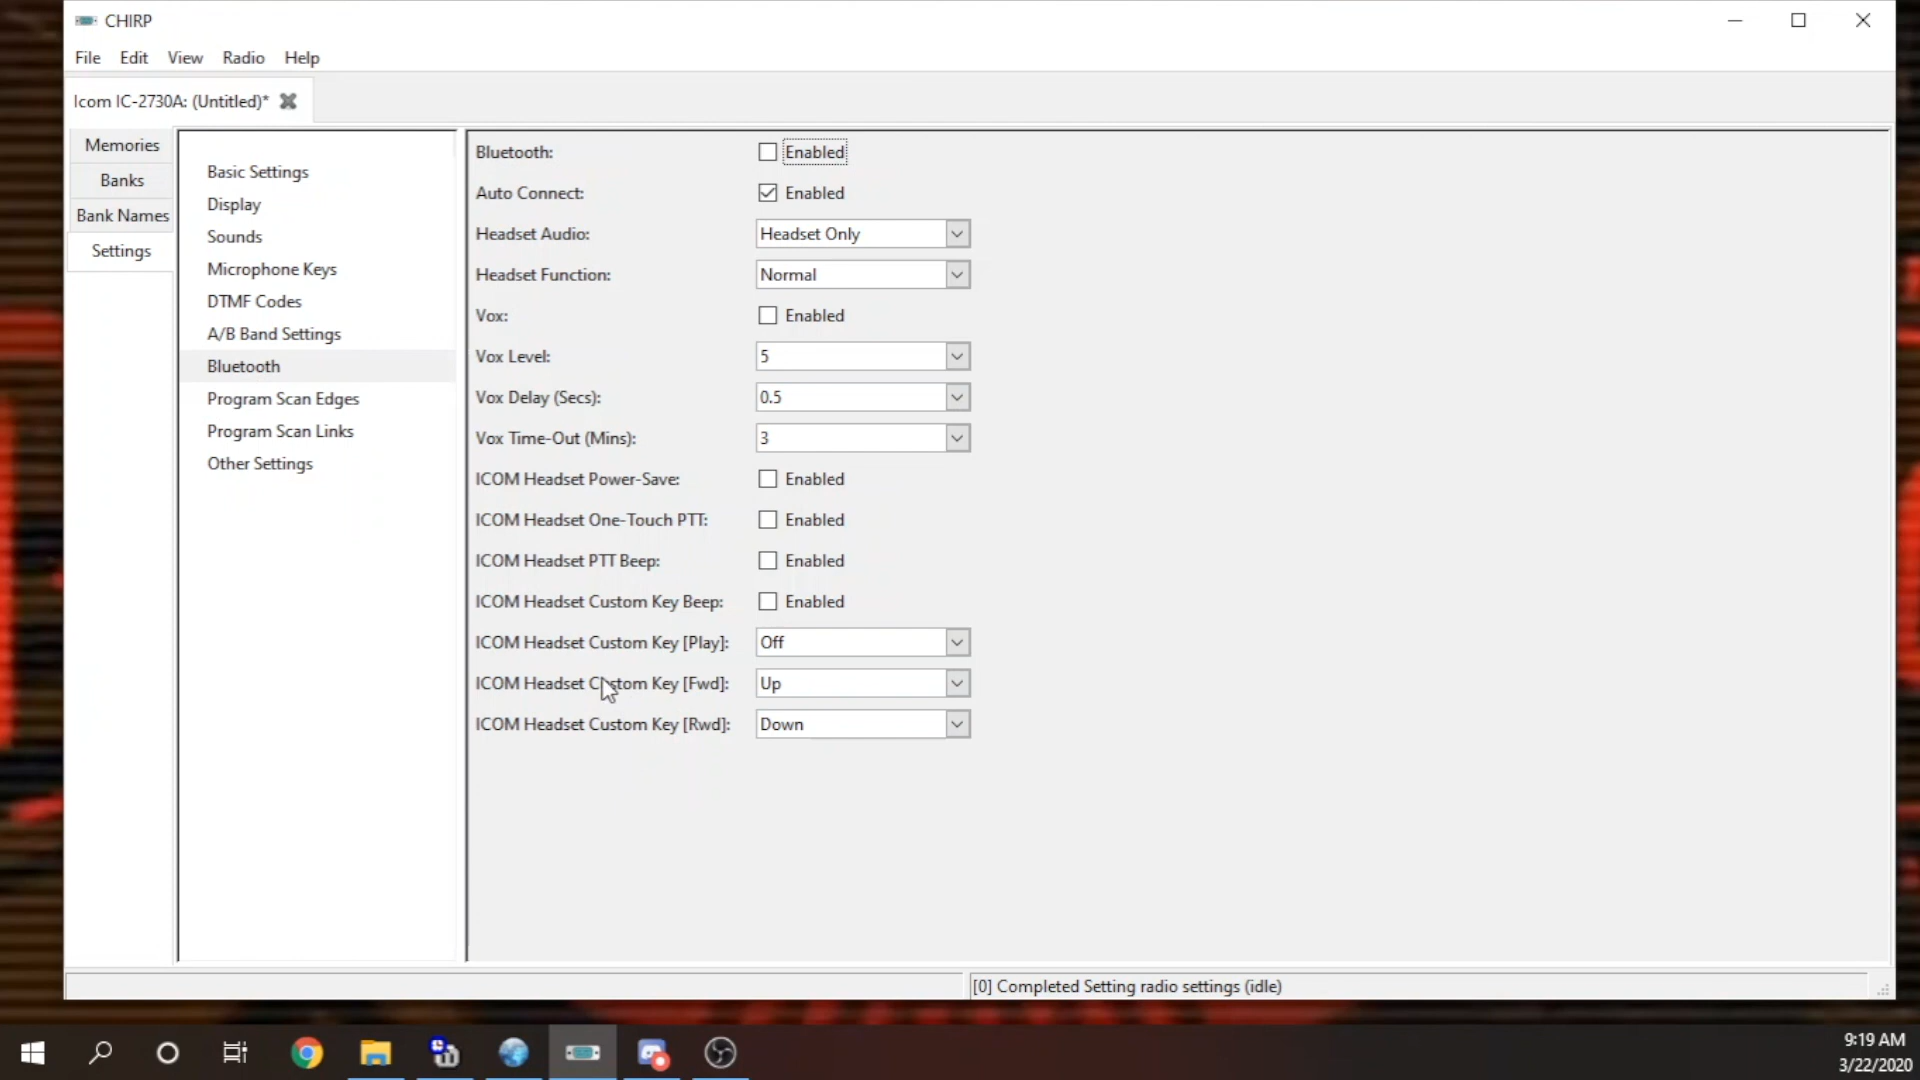 CHIRP
File Edit View Radio Help
Icom IC-2730A: (Untitled)*
Memories
Banks
Bank Names
Settings
Basic Settings
Display
Sounds
Microphone Keys
DTMF Codes
A/B Band Settings
Bluetooth
Program Scan Edges
Program Scan Links
Other Settings
Bluetooth: Enabled
Auto Connect: Enabled
Headset Audio: Headset Only
Headset Function: Normal
Vox: Enabled
Vox Level: 5
Vox Delay (Secs): 0.5
Vox Time-Out (Mins): 3
ICOM Headset Power-Save: Enabled
ICOM Headset One-Touch PTT: Enabled
ICOM Headset PTT Beep: Enabled
ICOM Headset Custom Key Beep: Enabled
ICOM Headset Custom Key [Play]: Off
ICOM Headset Custom Key [Fwd]: Up
ICOM Headset Custom Key [Rwd]: Down
[0] Completed Setting radio settings (idle)
9:19 AM
3/22/2020